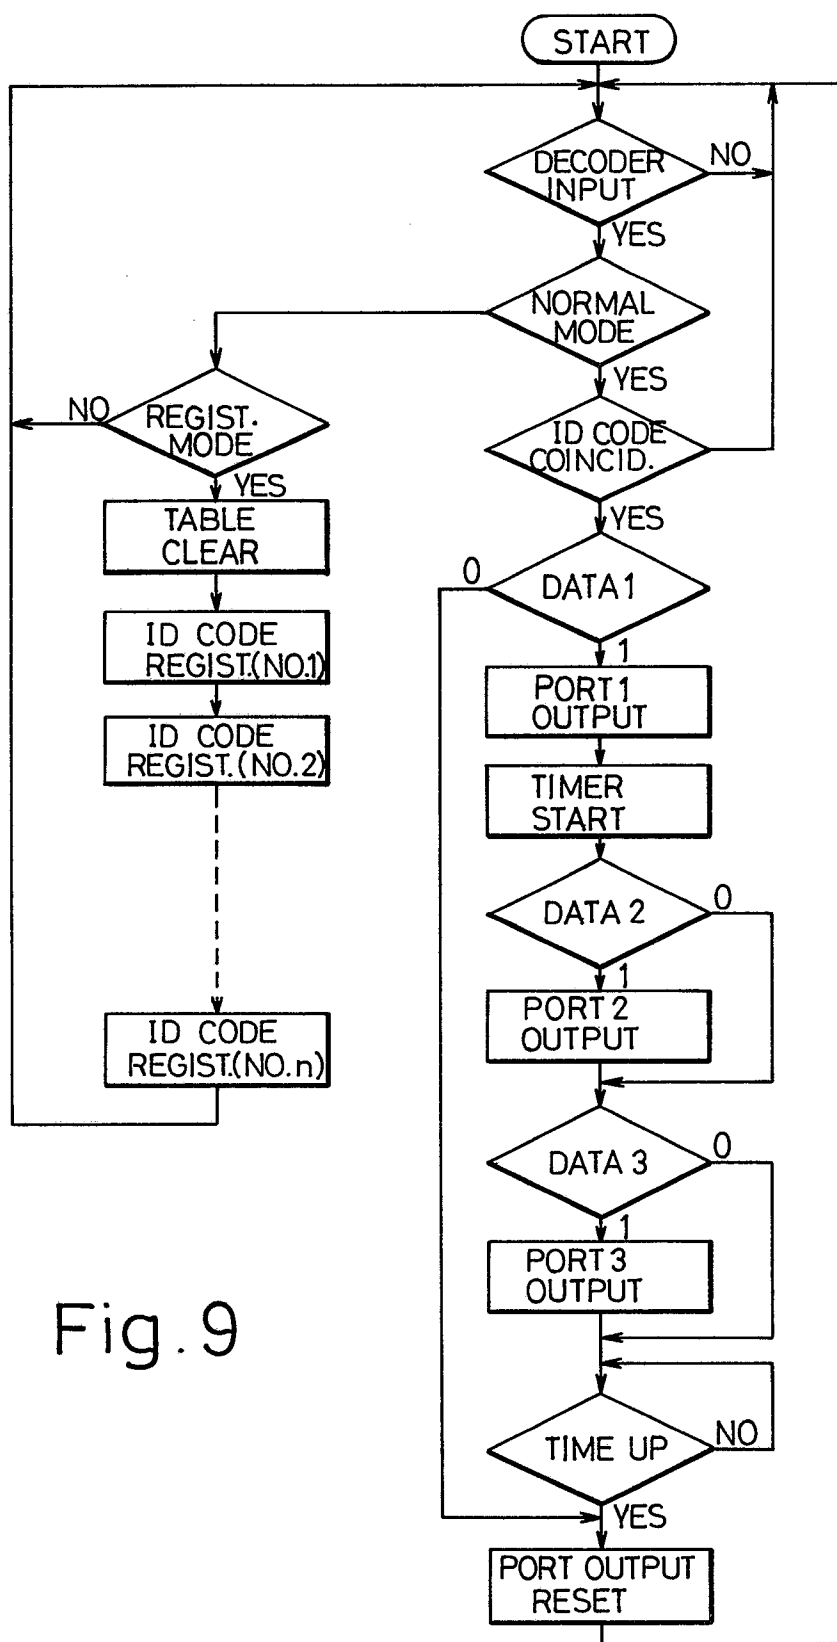 START
DECODER
INPUT
NO
YES
NORMAL
MODE
YES
ID CODE
COINCID.
YES
NO
REGIST.
MODE
YES
TABLE
CLEAR
ID CODE
REGIST.(NO.1)
ID CODE
REGIST.(NO.2)
ID CODE
REGIST.(NO.n)
0
DATA 1
1
PORT 1
OUTPUT
TIMER
START
DATA 2
0
1
PORT 2
OUTPUT
DATA 3
0
1
PORT 3
OUTPUT
TIME UP
NO
YES
PORT OUTPUT
RESET
Fig. 9